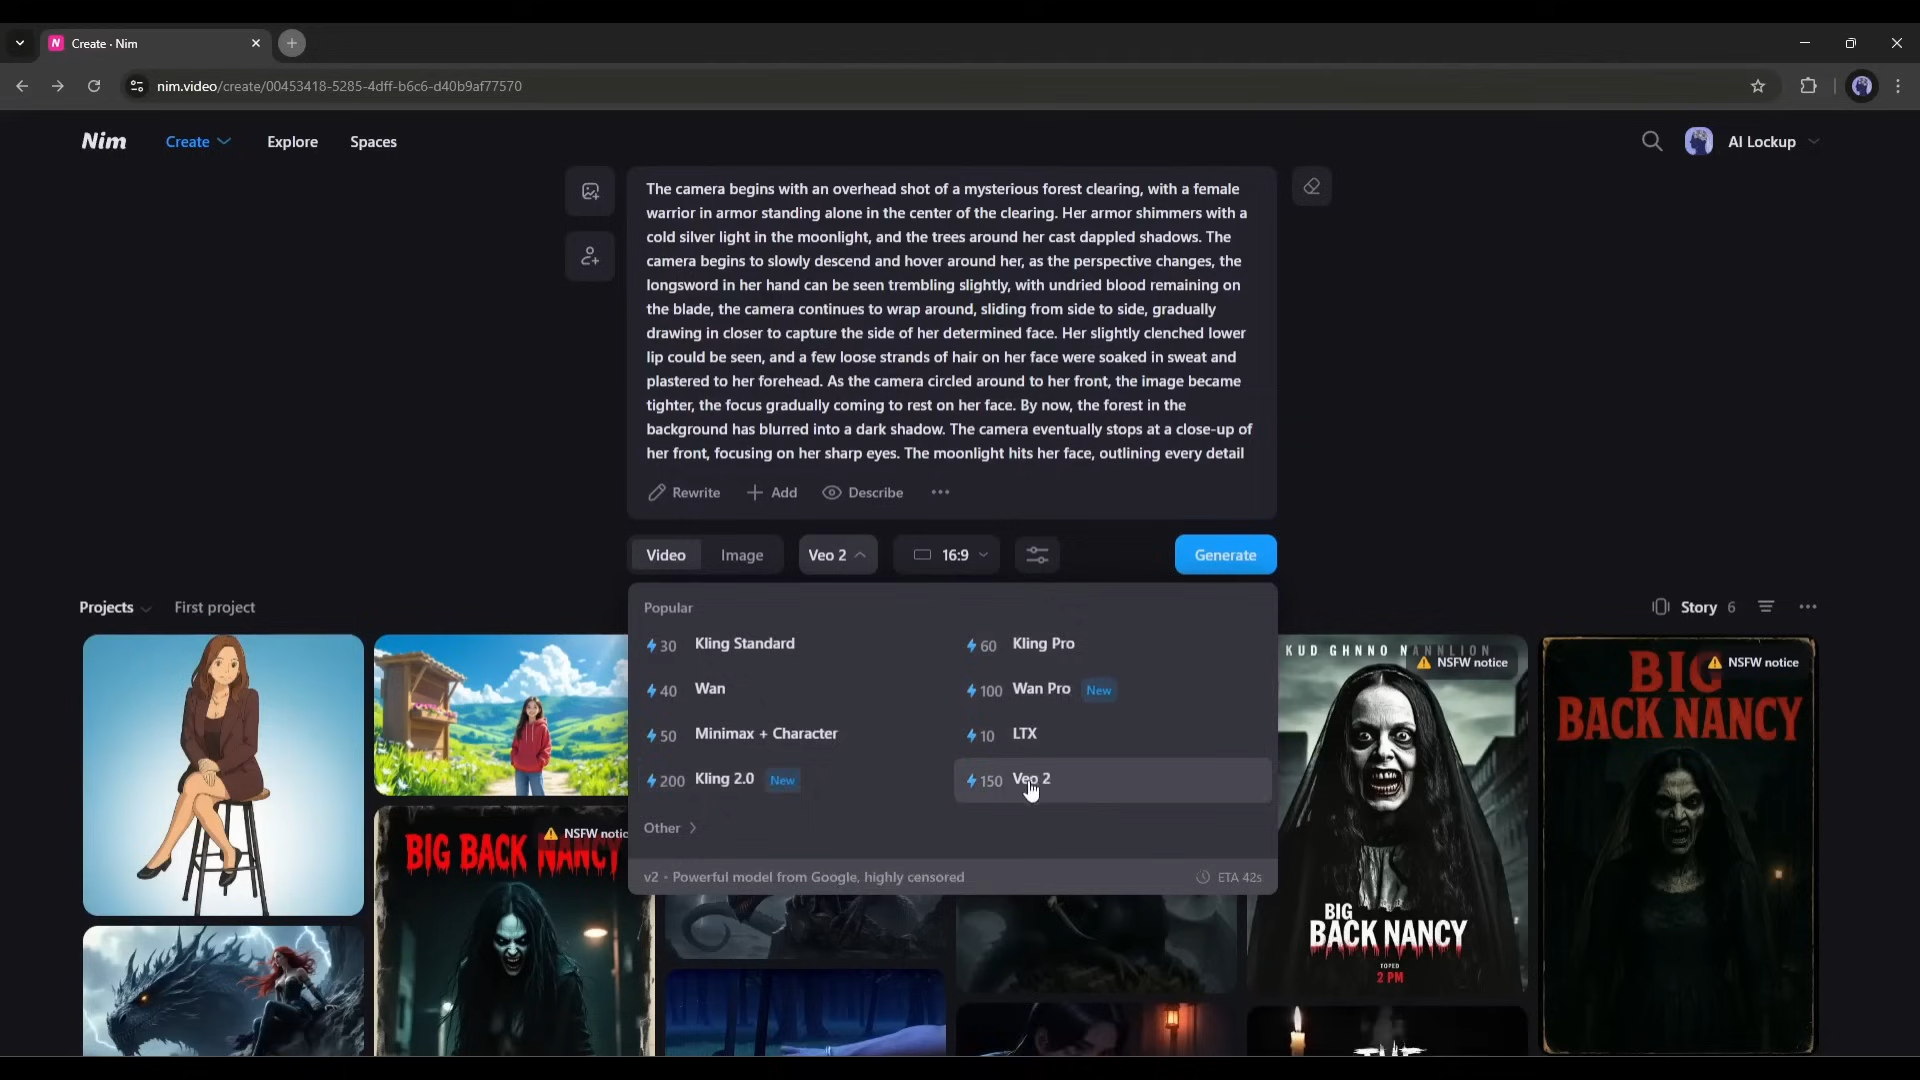 Create - Nim
nim.video/create/00453418-5285-4dff-b6c6-d40b9af77570
Nim
Create
Explore
Spaces
AI Lockup
The camera begins with an overhead shot of a mysterious forest clearing, with a female
warrior in armor standing alone in the center of the clearing. Her armor shimmers with a
cold silver light in the moonlight, and the trees around her cast dappled shadows. The
camera begins to slowly descend and hover around her, as the perspective changes, the
longsword in her hand can be seen trembling slightly, with undried blood remaining on
the blade, the camera continues to wrap around, sliding from side to side, gradually
drawing in closer to capture the side of her determined face. Her slightly clenched lower
lip could be seen, and a few loose strands of hair on her face were soaked in sweat and
plastered to her forehead. As the camera circled around to her front, the image became
tighter, the focus gradually coming to rest on her face. By now, the forest in the
background has blurred into a dark shadow. The camera eventually stops at a close-up of
her front, focusing on her sharp eyes. The moonlight hits her face, outlining every detail
Rewrite
Add
Describe
Video
Image
Veo 2
16:9
Generate
Projects
First project
Story 6
Popular
30 Kling Standard
60 Kling Pro
40 Wan
100 Wan Pro New
50 Minimax + Character
10 LTX
200 Kling 2.0 New
150 Veo 2
Other
v2 • Powerful model from Google, highly censored
ETA 42s
NSFW notic
BIG BACK NANCY
KUD GHNNO NANNLION
NSFW notice
BIG
BACK NANCY
TOPED
2 PM
NSFW notice
BIG
BACK NANCY
THE